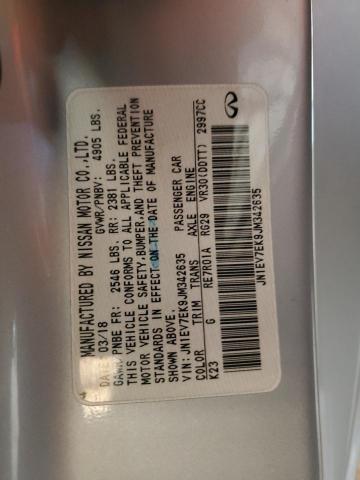 MANUFACTURED BY NISSAN MOTOR CO.,LTD.
DATE: 03/18 GVWR/PNBV: 4905 LBS.
GAWR/PNBE FR: 2546 LBS. RR: 2381 LBS.
THIS VEHICLE CONFORMS TO ALL APPLICABLE FEDERAL
MOTOR VEHICLE SAFETY,BUMPER,AND THEFT PREVENTION
STANDARDS IN EFFECT ON THE DATE OF MANUFACTURE
SHOWN ABOVE.
VIN: JN1EV7EK9JM342635 PASSENGER CAR
COLOR TRIM TRANS AXLE ENGINE
K23 G RE7R01A RG29 VR30(DDTT) 2997CC
JN1EV7EK9JM342635